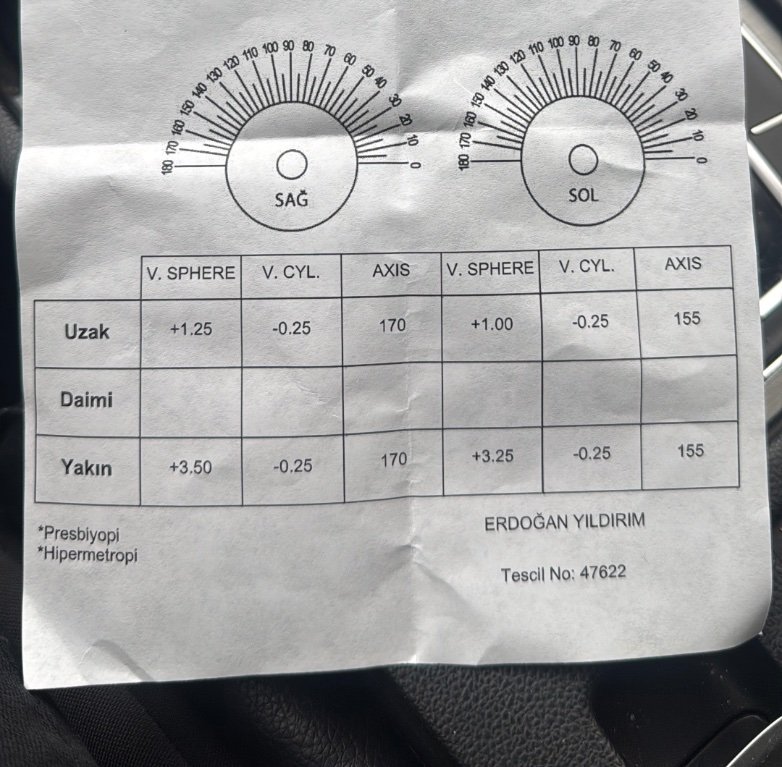 180 170 160 150 140 130 120 110 100 90 80 70 60 50 40 30 20 10 0
SAĞ
180 170 160 150 140 130 120 110 100 90 80 70 60 50 40 30 20 10 0
SOL
V. SPHERE V. CYL. AXIS V. SPHERE V. CYL. AXIS
Uzak +1.25 -0.25 170 +1.00 -0.25 155
Daimi
Yakın +3.50 -0.25 170 +3.25 -0.25 155
*Presbiyopi
*Hipermetropi
ERDOĞAN YILDIRIM
Tescil No: 47622